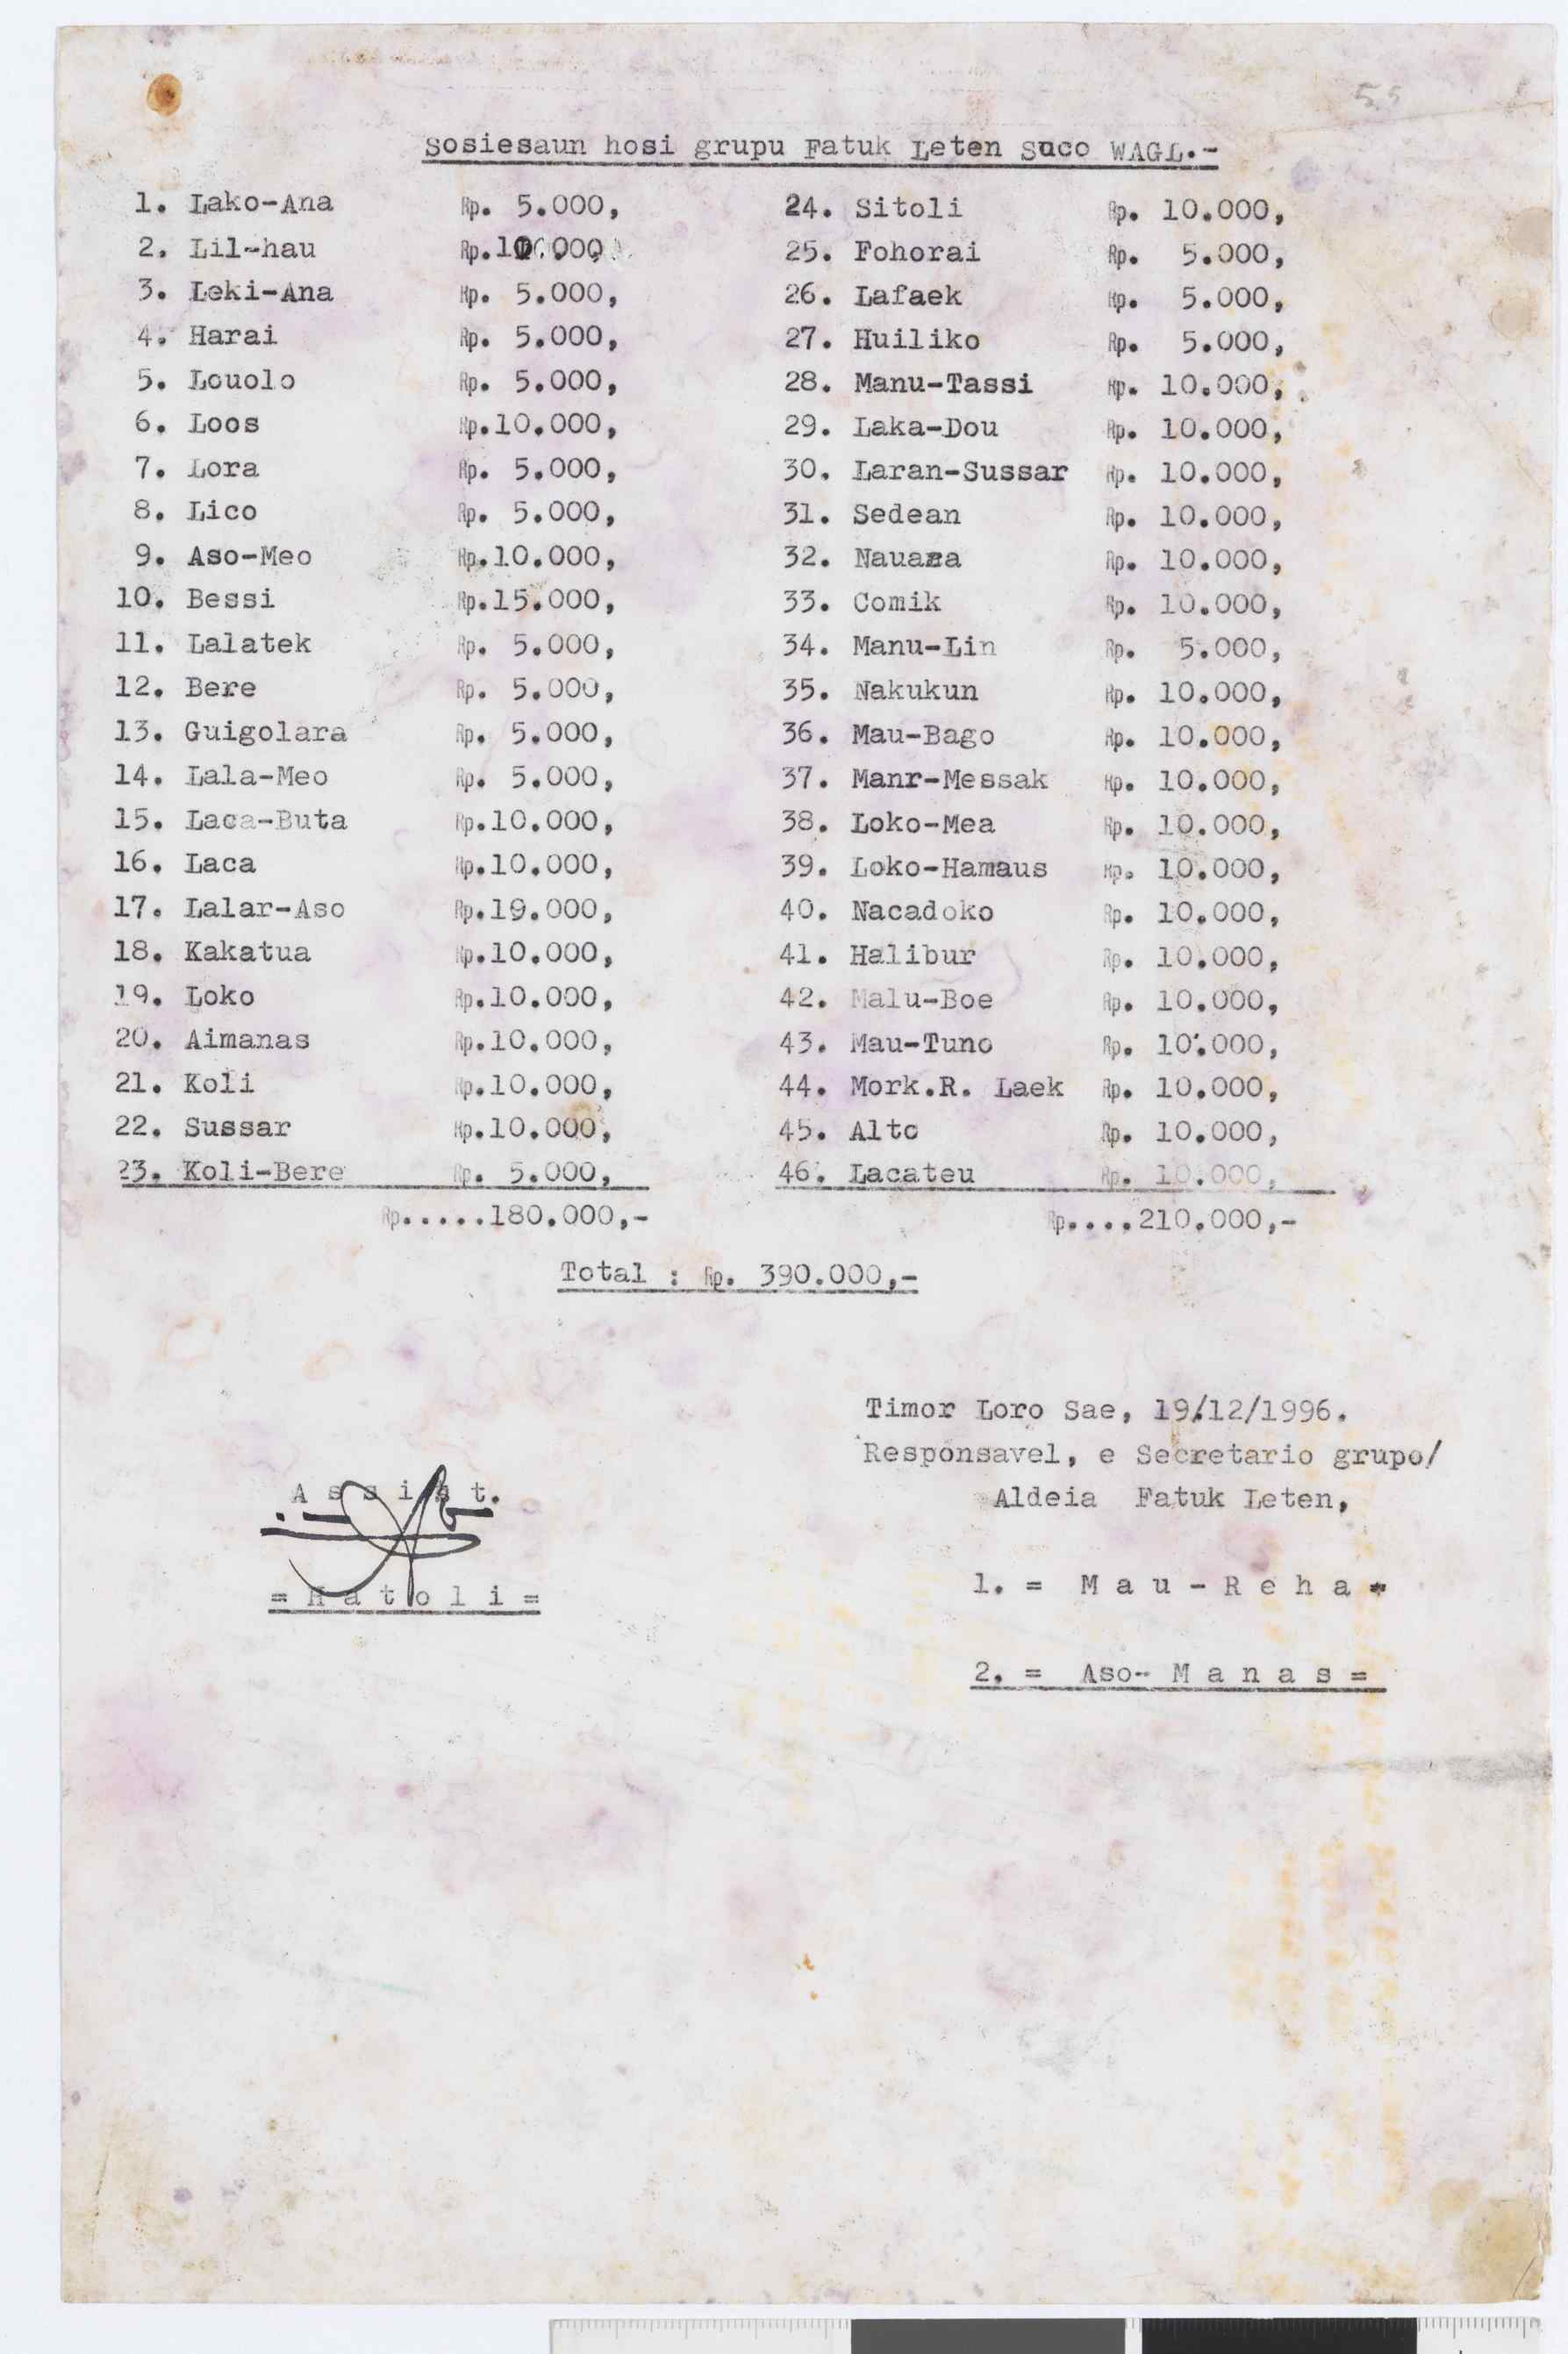 55
Sosiesaun hosi grupu Fatuk Leten Suco WAGL.-
1. Lako-Ana Rp. 5.000,
2. Lil-hau Rp.10.000,
3. Leki-Ana Rp. 5.000,
4. Harai Rp. 5.000,
5. Louolo Rp. 5.000,
6. Loos Rp.10.000,
7. Lora Rp. 5.000,
8. Lico Rp. 5.000,
9. Aso-Meo Rp.10.000,
10. Bessi Rp.15.000,
11. Lalatek Rp. 5.000,
12. Bere Rp. 5.000,
13. Guigolara Rp. 5.000,
14. Lala-Meo Rp. 5.000,
15. Laca-Buta Rp.10.000,
16. Laca Rp.10.000,
17. Lalar-Aso Rp.19.000,
18. Kakatua Rp.10.000,
19. Loko Rp.10.000,
20. Aimanas Rp.10.000,
21. Koli Rp.10.000,
22. Sussar Rp.10.000,
23. Koli-Bere Rp. 5.000,
Rp.....180.000,-
24. Sitoli Rp. 10.000,
25. Fohorai Rp. 5.000,
26. Lafaek Rp. 5.000,
27. Huiliko Rp. 5.000,
28. Manu-Tassi Rp. 10.000,
29. Laka-Dou Rp. 10.000,
30. Laran-Sussar Rp. 10.000,
31. Sedean Rp. 10.000,
32. Rp. 10.000,
33. Comik Rp. 10.000,
34. Manu-Lin Rp. 5.000,
35. Nakukun Rp. 10.000,
36. Mau-Bago Rp. 10.000,
37. Manr-Messak Rp. 10.000,
38. Loko-Mea Rp. 10.000,
39. Loko-Hamaus Rp. 10.000,
40. Nacadoko Rp. 10.000,
41. Halibur Rp. 10.000,
42. Malu-Boe Rp. 10.000,
43. Mau-Tuno Rp. 10.000,
44. Mork.R. Laek Rp. 10.000,
45. Alto Rp. 10.000,
46. Lacateu Rp. 10.000,
Rp....210.000,-
Total : Rp. 390.000,-
Timor Loro Sae, 19/12/1996.
Responsavel, e Secretario grupo/
Aldeia Fatuk Leten,
A s s i s t.
= H a t o l i =
1. = M a u - R e h a =
2. = Aso- M a n a s =